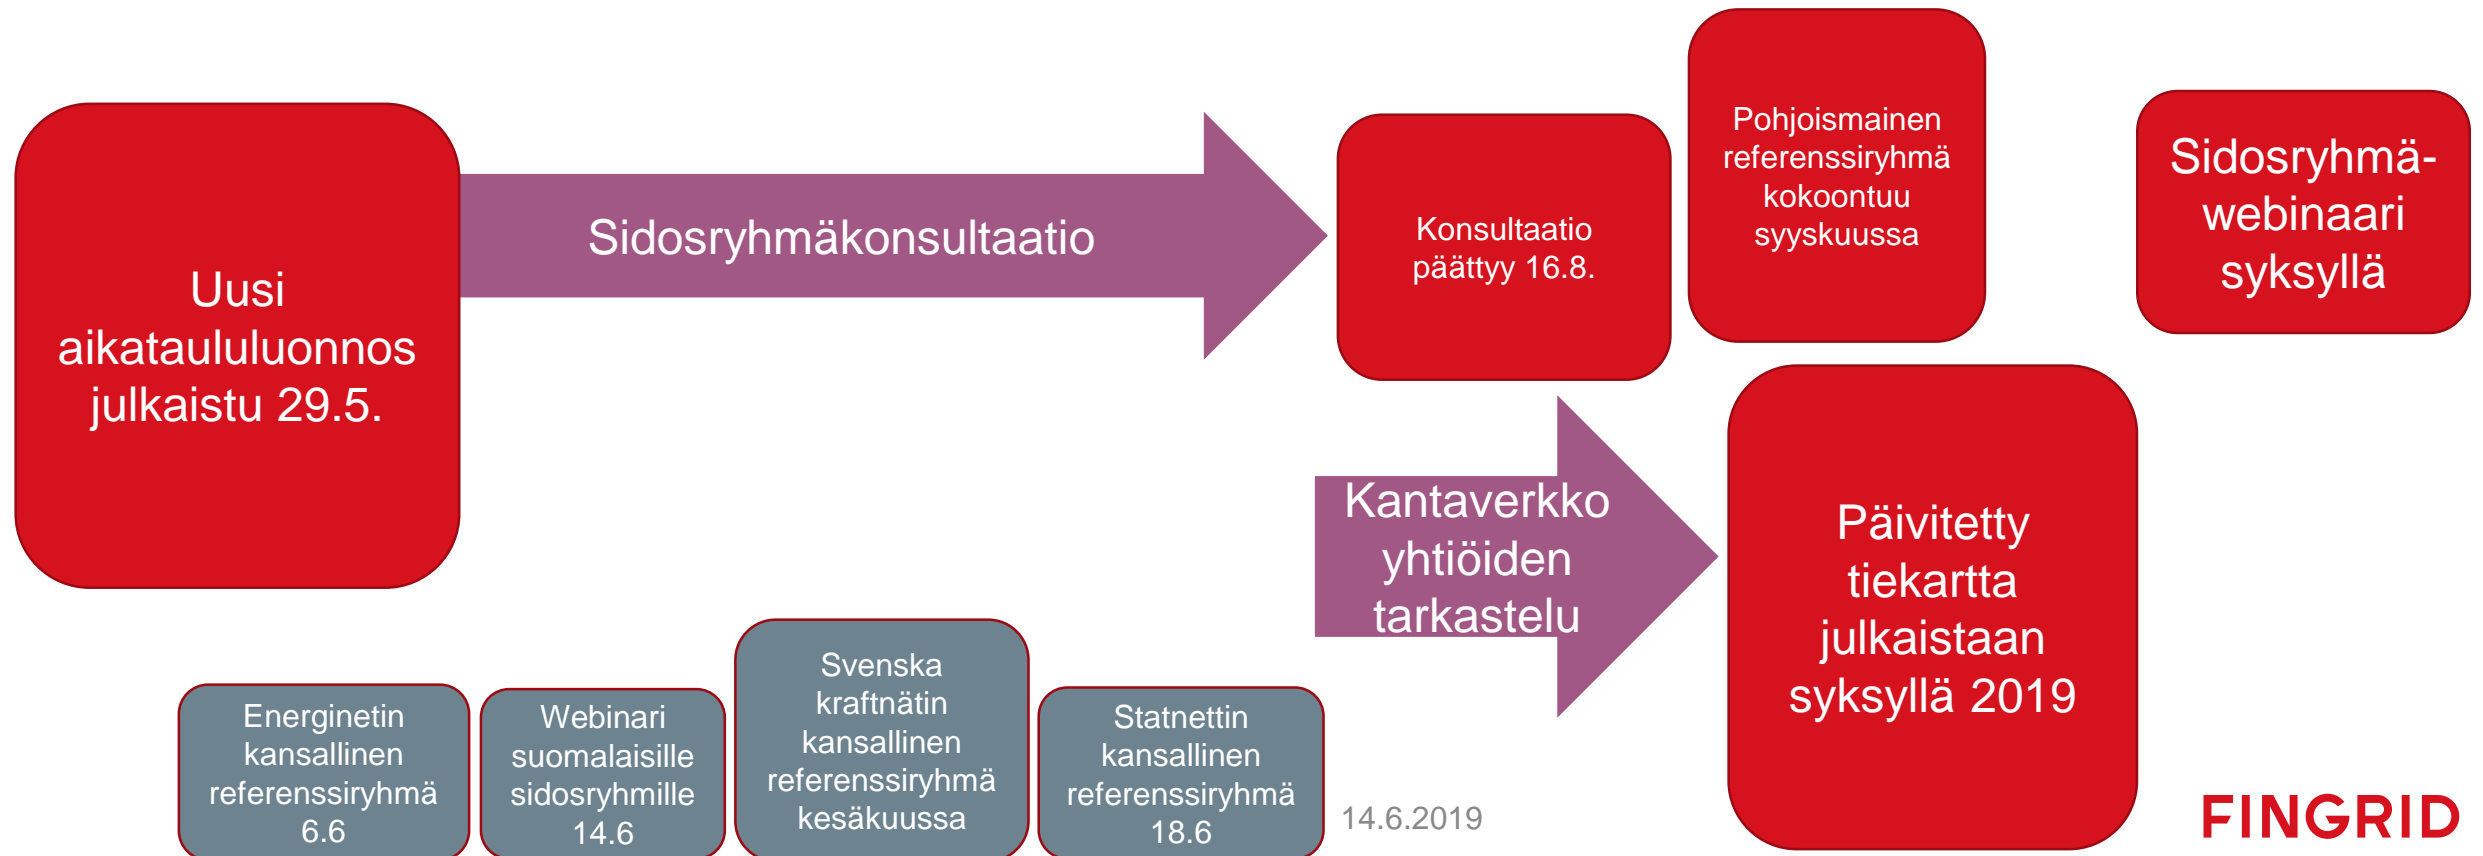 Uusi
aikataululuonnos
julkaistu 29.5.
Sidosryhmäkonsultaatio
Konsultaatio
päättyy 16.8.
Pohjoismainen
referenssiryhmä
kokoontuu
syyskuussa
Sidosryhmä-
webinaari
syksyllä
Kantaverkko
yhtiöiden
tarkastelu
Päivitetty
tiekartta
julkaistaan
syksyllä 2019
Energinetin
kansallinen
referenssiryhmä
6.6
Webinari
suomalaisille
sidosryhmille
14.6
Svenska
kraftnätin
kansallinen
referenssiryhmä
kesäkuussa
Statnettin
kansallinen
referenssiryhmä
18.6
14.6.2019
FINGRID